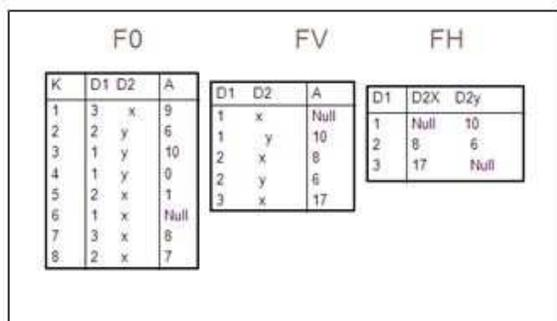 F0 FV FH
K D1 D2 A
1 3 x 9
2 2 y 6
3 1 y 10
4 1 y 0
5 2 x 1
6 1 x Null
7 3 x 8
8 2 x 7
D1 D2 A
1 x Null
1 y 10
2 x 8
2 y 6
3 x 17
D1 D2X D2y
1 Null 10
2 8 6
3 17 Null